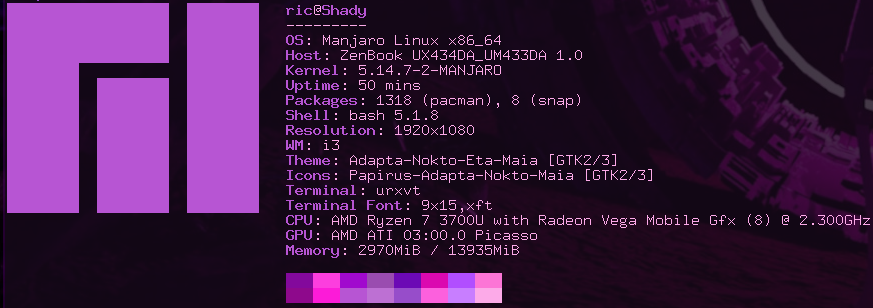 ric@Shady
---------
OS: Manjaro Linux x86_64
Host: ZenBook UX434DA_UM433DA 1.0
Kernel: 5.14.7-2-MANJARO
Uptime: 50 mins
Packages: 1318 (pacman), 8 (snap)
Shell: bash 5.1.8
Resolution: 1920x1080
WM: i3
Theme: Adapta-Nokto-Eta-Maia [GTK2/3]
Icons: Papirus-Adapta-Nokto-Maia [GTK2/3]
Terminal: urxvt
Terminal Font: 9x15,xft
CPU: AMD Ryzen 7 3700U with Radeon Vega Mobile Gfx (8) @ 2.300GHz
GPU: AMD ATI 03:00.0 Picasso
Memory: 2970MiB / 13935MiB